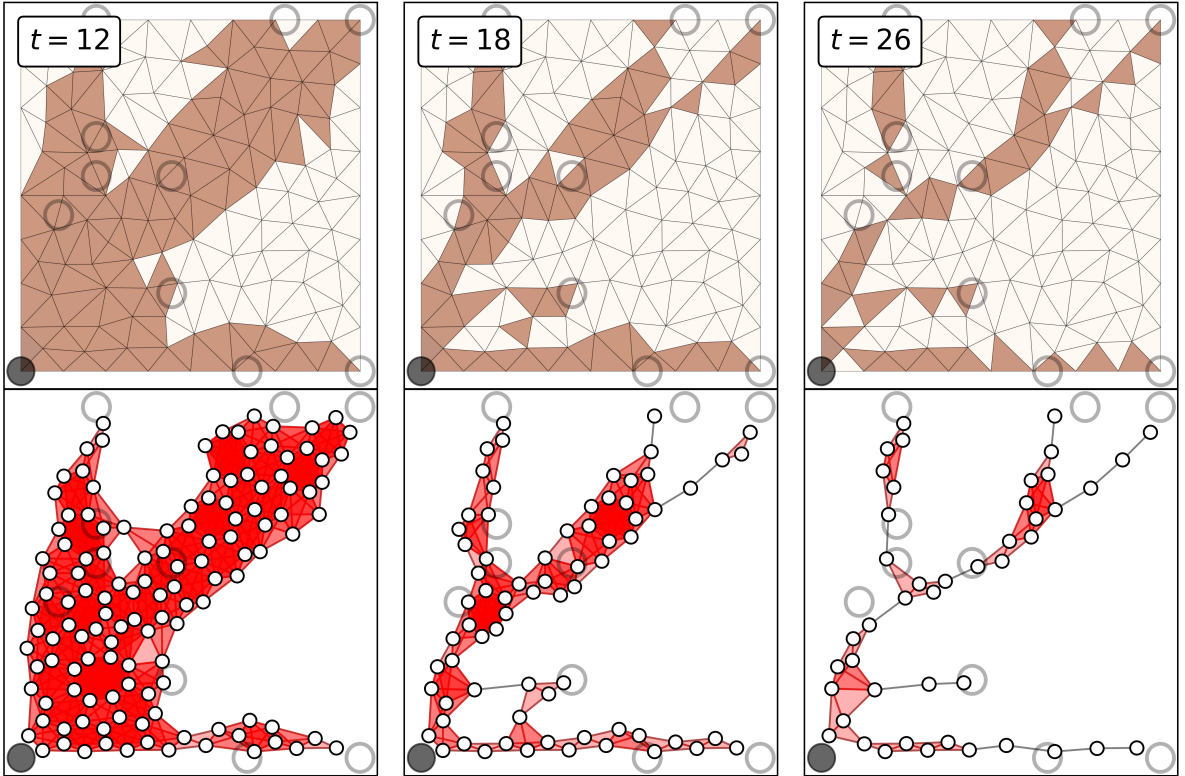 t = 12
t = 18
t = 26